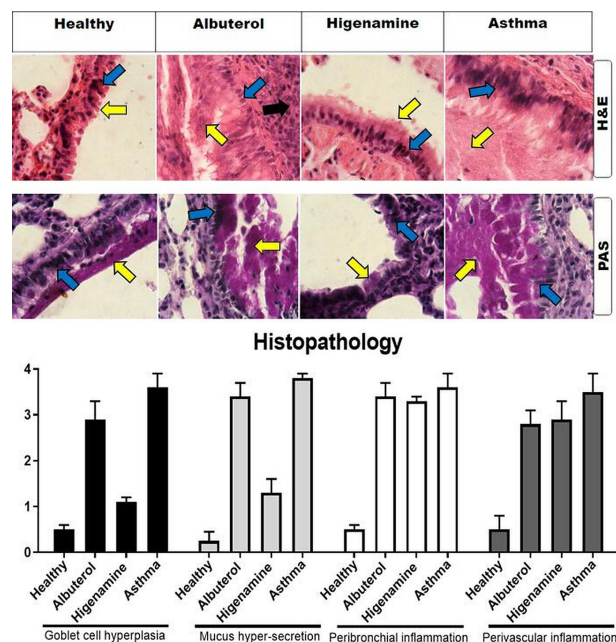 Healthy Albuterol Higenamine Asthma
H&E
PAS
Histopathology
4
3
2
1
0
Healthy Albuterol Higenamine Asthma Healthy Albuterol Higenamine Asthma Healthy Albuterol Higenamine Asthma Healthy Albuterol Higenamine Asthma
Goblet cell hyperplasia Mucus hyper-secretion Peribronchial inflammation Perivascular inflammation